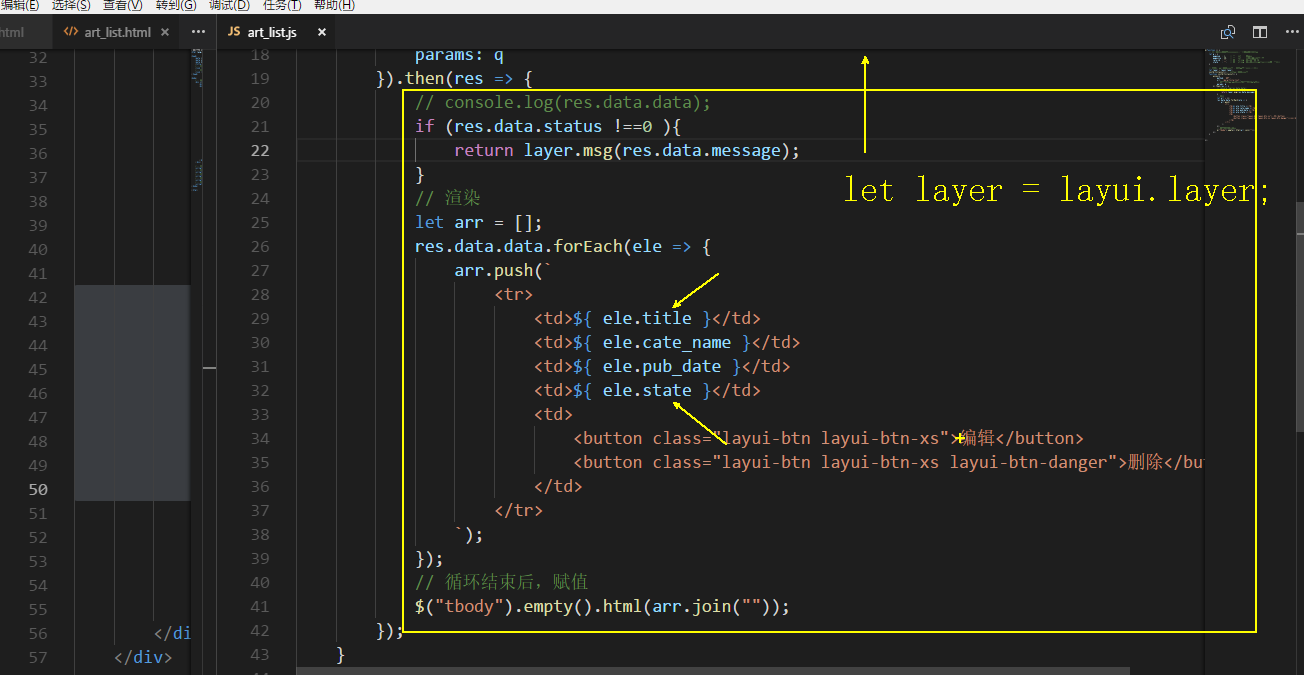 编辑(E) 选择(S) 查看(V) 转到(G) 调试(D) 任务(T) 帮助(H)
html
art_list.html
JS art_list.js
32
33
34
35
36
37
38
39
40
41
42
43
44
45
46
47
48
49
50
51
52
53
54
55
56 </di
57 </div>
18 params: q
19 }).then(res => {
20 // console.log(res.data.data);
21 if (res.data.status !==0 ){
22 return layer.msg(res.data.message);
23 }
24 // 渲染
25 let arr = [];
26 res.data.data.forEach(ele => {
27 arr.push(`
28 <tr>
29 <td>${ ele.title }</td>
30 <td>${ ele.cate_name }</td>
31 <td>${ ele.pub_date }</td>
32 <td>${ ele.state }</td>
33 <td>
34 <button class="layui-btn layui-btn-xs">编辑</button>
35 <button class="layui-btn layui-btn-xs layui-btn-danger">删除</bu
36 </td>
37 </tr>
38 `);
39 });
40 // 循环结束后，赋值
41 $("tbody").empty().html(arr.join(""));
42 });
43 }
let layer = layui.layer;